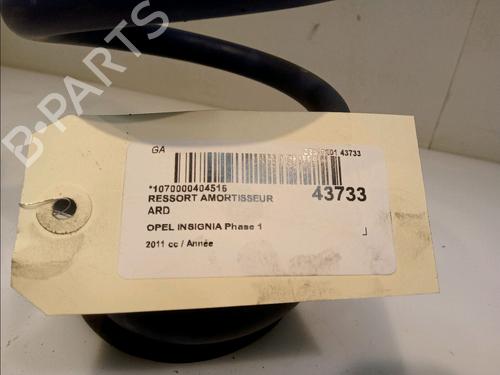 B-PARTS
GA
43733
*1070000404516
43733
RESSORT AMORTISSEUR
ARD
OPEL INSIGNIA Phase 1
2011 cc / Année